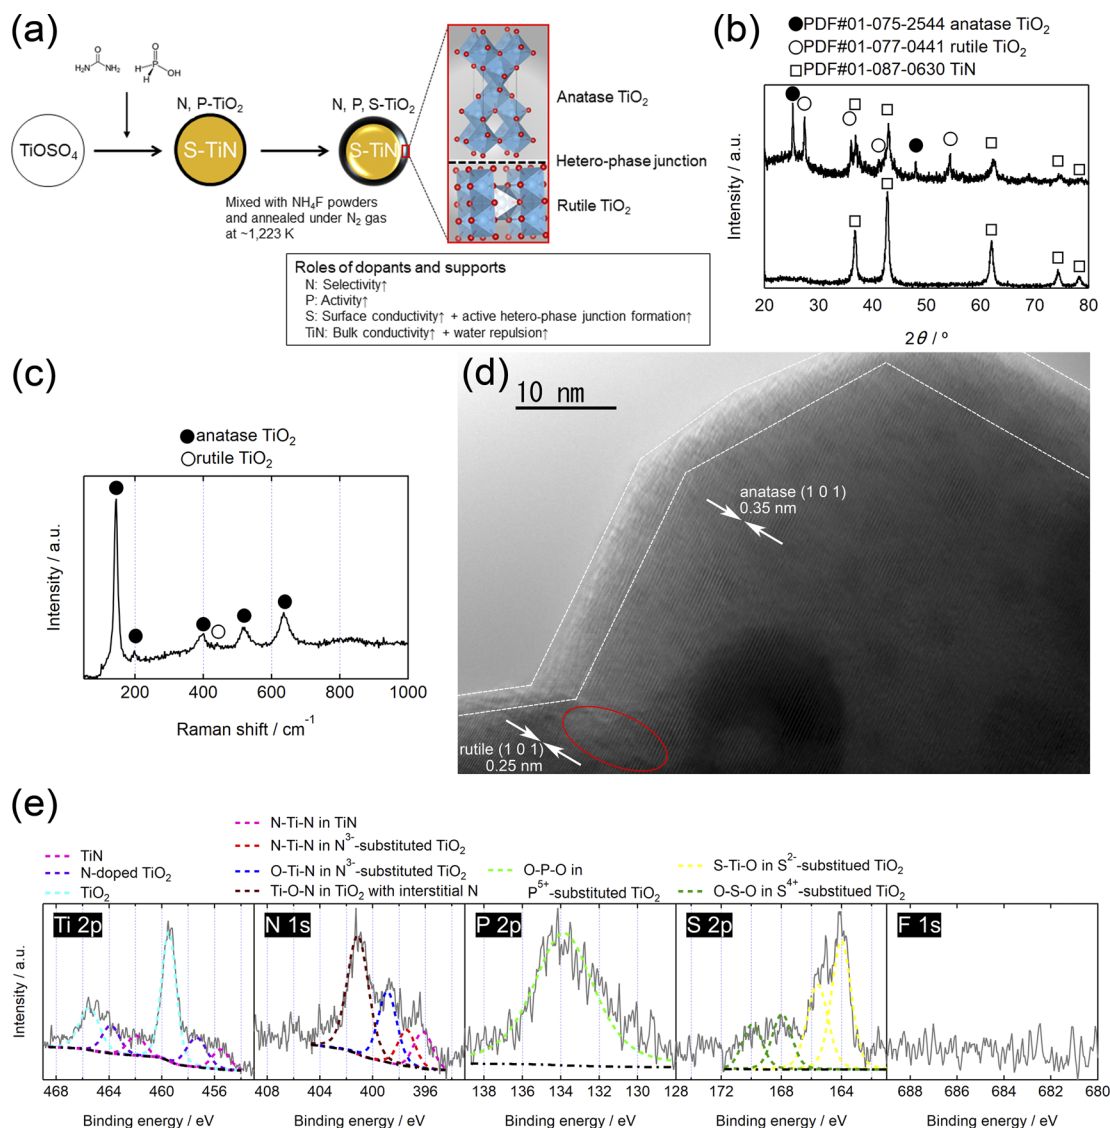 (a)
O
H₂N NH₂
O
H P OH
H
TiOSO₄
N, P-TiO₂
S-TiN
N, P, S-TiO₂
S-TiN
Mixed with NH₄F powders
and annealed under N₂ gas
at ~1,223 K
Anatase TiO₂
Hetero-phase junction
Rutile TiO₂
Roles of dopants and supports
N: Selectivity↑
P: Activity↑
S: Surface conductivity↑ + active hetero-phase junction formation↑
TiN: Bulk conductivity↑ + water repulsion↑
(b)
PDF#01-075-2544 anatase TiO₂
PDF#01-077-0441 rutile TiO₂
PDF#01-087-0630 TiN
Intensity / a.u.
20 30 40 50 60 70 80
2θ / º
(c)
anatase TiO₂
rutile TiO₂
Intensity / a.u.
200 400 600 800 1000
Raman shift / cm⁻¹
(d)
10 nm
anatase (1 0 1)
0.35 nm
rutile (1 0 1)
0.25 nm
(e)
TiN
N-doped TiO₂
TiO₂
N-Ti-N in TiN
N-Ti-N in N³⁻-substituted TiO₂
O-Ti-N in N³⁻-substituted TiO₂
Ti-O-N in TiO₂ with interstitial N
O-P-O in
P⁵⁺-substituted TiO₂
S-Ti-O in S²⁻-substitued TiO₂
O-S-O in S⁴⁺-substitued TiO₂
Intensity / a.u.
Ti 2p
N 1s
P 2p
S 2p
F 1s
468 464 460 456
408 404 399 396
138 134 130 128
170 168 164
688 686 684 682 680
Binding energy / eV
Binding energy / eV
Binding energy / eV
Binding energy / eV
Binding energy / eV